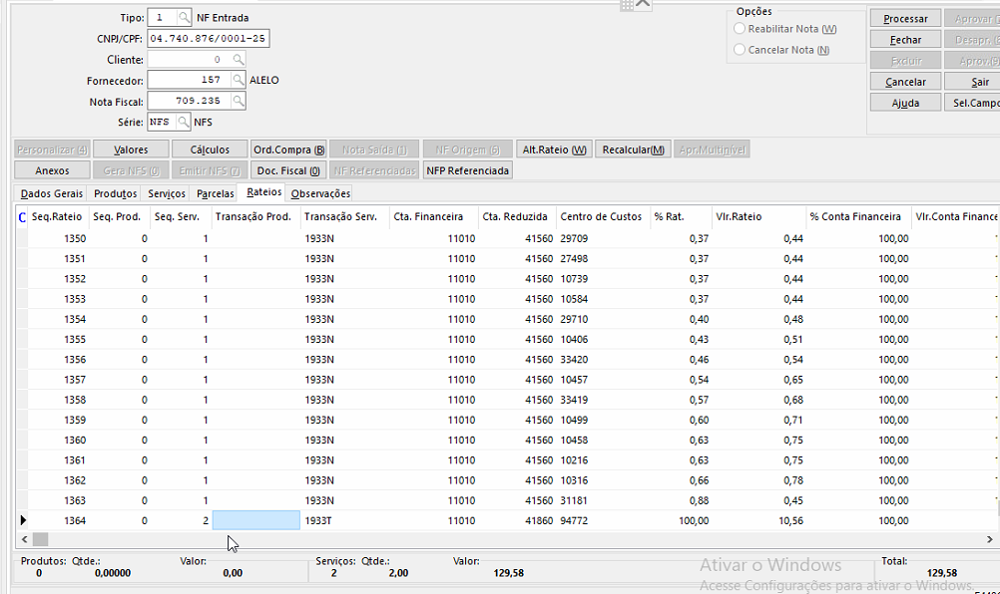 Tipo: 1 NF Entrada
CNPJ/CPF: 04.740.876/0001-25
Cliente: 0
Fornecedor: 157 ALELO
Nota Fiscal: 709.235
Série: NFS NFS
Opções
Reabilitar Nota (W)
Cancelar Nota (N)
Processar Aprovar
Fechar Desapr.
Excluir Aprov.
Cancelar Sair
Ajuda Sel.Campo
Personalizar (4) Valores Cálculos Ord.Compra (B) Nota Saída (1) NF Origem (6) Alt.Rateio (W) Recalcular(M) Apr.Multinível
Anexos Gera NFS (0) Emitir NFS (7) Doc. Fiscal (0) NF Referenciadas NFP Referenciada
Dados Gerais Produtos Serviços Parcelas Rateios Observações
C Seq.Rateio Seq. Prod. Seq. Serv. Transação Prod. Transação Serv. Cta. Financeira Cta. Reduzida Centro de Custos % Rat. Vlr.Rateio % Conta Financeira Vlr.Conta Finance
1350 0 1 1933N 11010 41560 29709 0,37 0,44 100,00
1351 0 1 1933N 11010 41560 27498 0,37 0,44 100,00
1352 0 1 1933N 11010 41560 10739 0,37 0,44 100,00
1353 0 1 1933N 11010 41560 10584 0,37 0,44 100,00
1354 0 1 1933N 11010 41560 29710 0,40 0,48 100,00
1355 0 1 1933N 11010 41560 10406 0,43 0,51 100,00
1356 0 1 1933N 11010 41560 33420 0,46 0,54 100,00
1357 0 1 1933N 11010 41560 10457 0,54 0,65 100,00
1358 0 1 1933N 11010 41560 33419 0,57 0,68 100,00
1359 0 1 1933N 11010 41560 10499 0,60 0,71 100,00
1360 0 1 1933N 11010 41560 10458 0,63 0,75 100,00
1361 0 1 1933N 11010 41560 10216 0,63 0,75 100,00
1362 0 1 1933N 11010 41560 10316 0,66 0,78 100,00
1363 0 1 1933N 11010 41560 31181 0,88 0,45 100,00
1364 0 2 1933T 11010 41860 94772 100,00 10,56 100,00
Produtos: Qtde.: Valor: Serviços: Qtde.: Valor: Total:
0 0,00000 0,00 2 2,00 129,58 129,58
Ativar o Windows
Acesse Configurações para ativar o Windows.